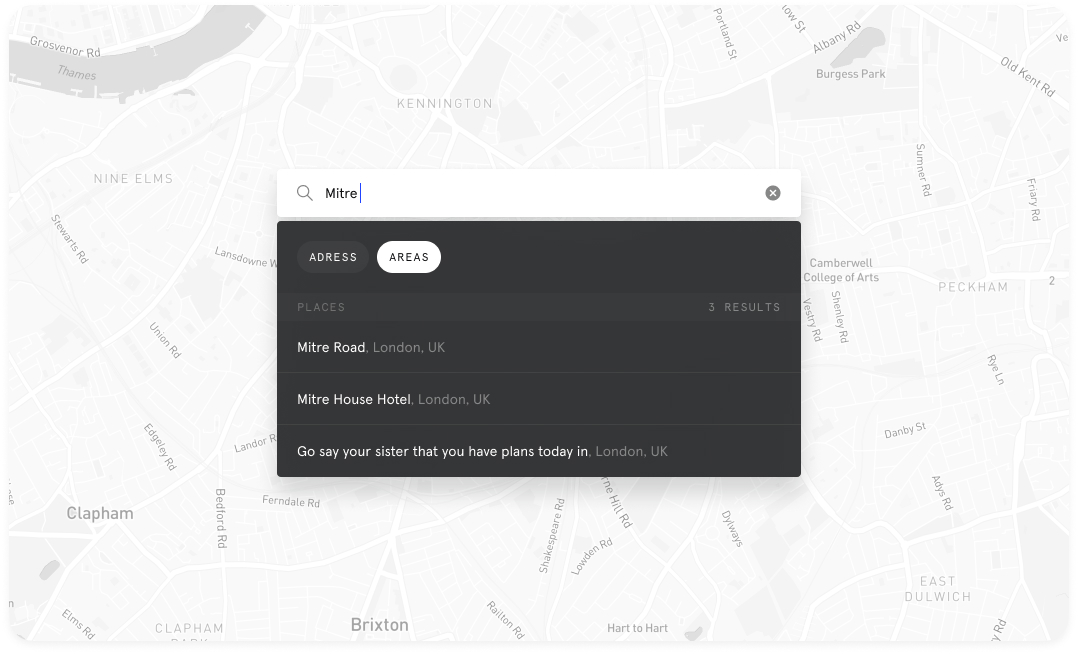 Grosvenor Rd
Thames
KENNINGTON
Portland St
Albany Rd
Burgess Park
Old Kent Rd
NINE ELMS
Sumner Rd
Friary Rd
Mitre
Stewarts Rd
Lansdowne W
ADRESS
AREAS
Camberwell
College of Arts
PECKHAM
2
PLACES
3 RESULTS
Vestry Rd
Shenley Rd
Union Rd
Mitre Road, London, UK
Rye Ln
Mitre House Hotel, London, UK
Edgeley Rd
Landor R
Danby St
Go say your sister that you have plans today in, London, UK
Clapham
Bedford Rd
Ferndale Rd
Shakespeare Rd
rne Hill Rd
Adys Rd
Dylways
Lowden Rd
EAST
DULWICH
Elms Rd
CLAPHAM
Brixton
Railton Rd
Hart to Hart
y Rd